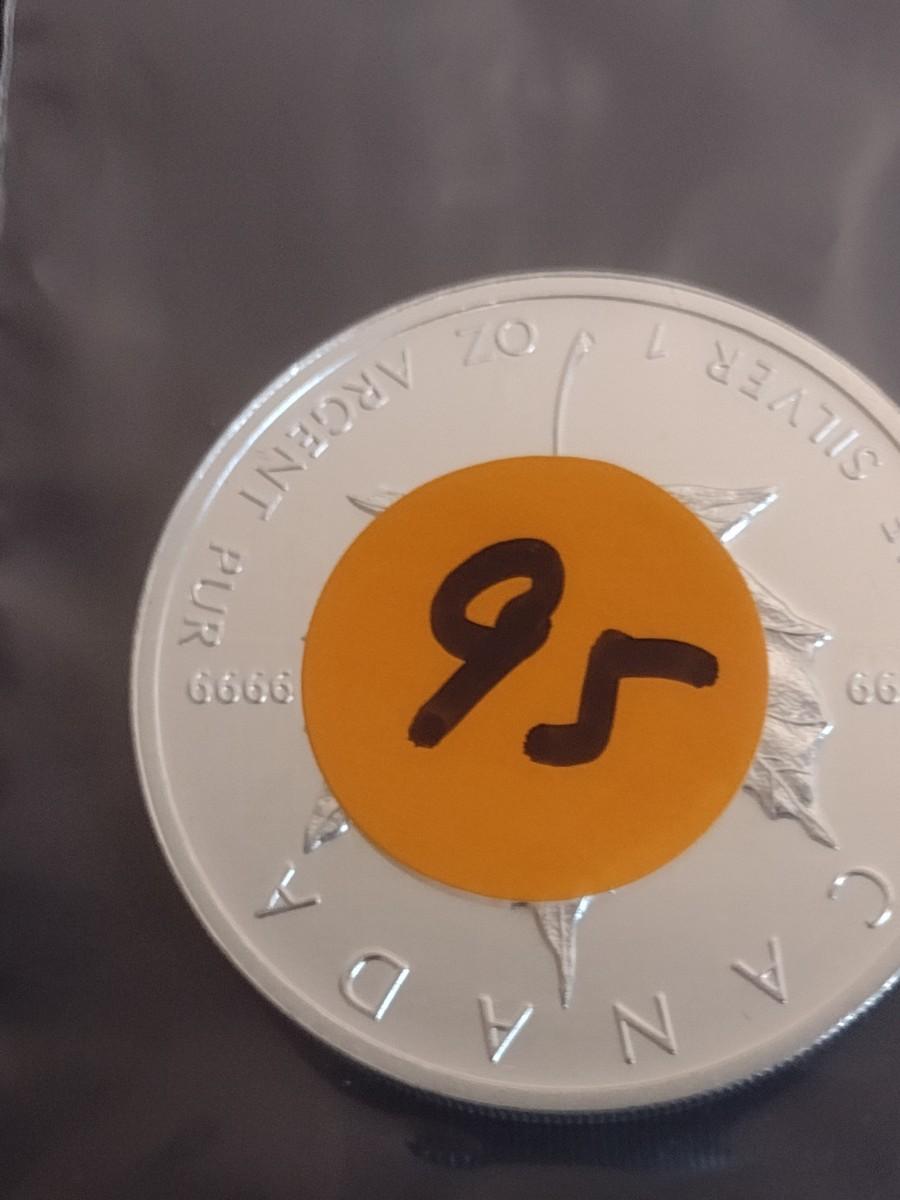 CANADA
9999
SILVER 1 OZ ARGENT PUR
95